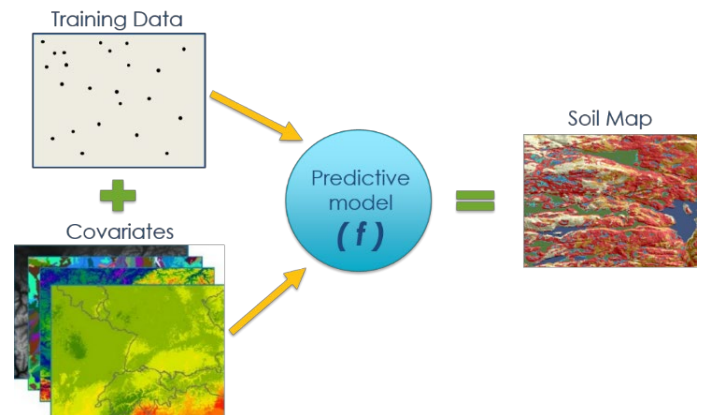 Training Data
Covariates
Predictive
model
(f)
Soil Map